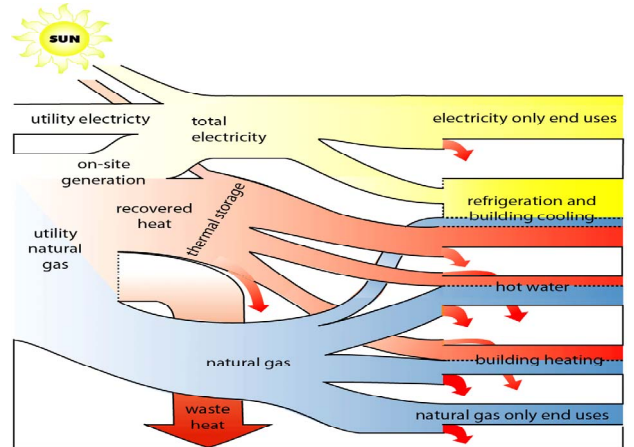 SUN
utility electricty
total
electricity
electricity only end uses
on-site
generation
recovered
heat
thermal storage
refrigeration and
building cooling
utility
natural
gas
hot water
natural gas
building heating
waste
heat
natural gas only end uses